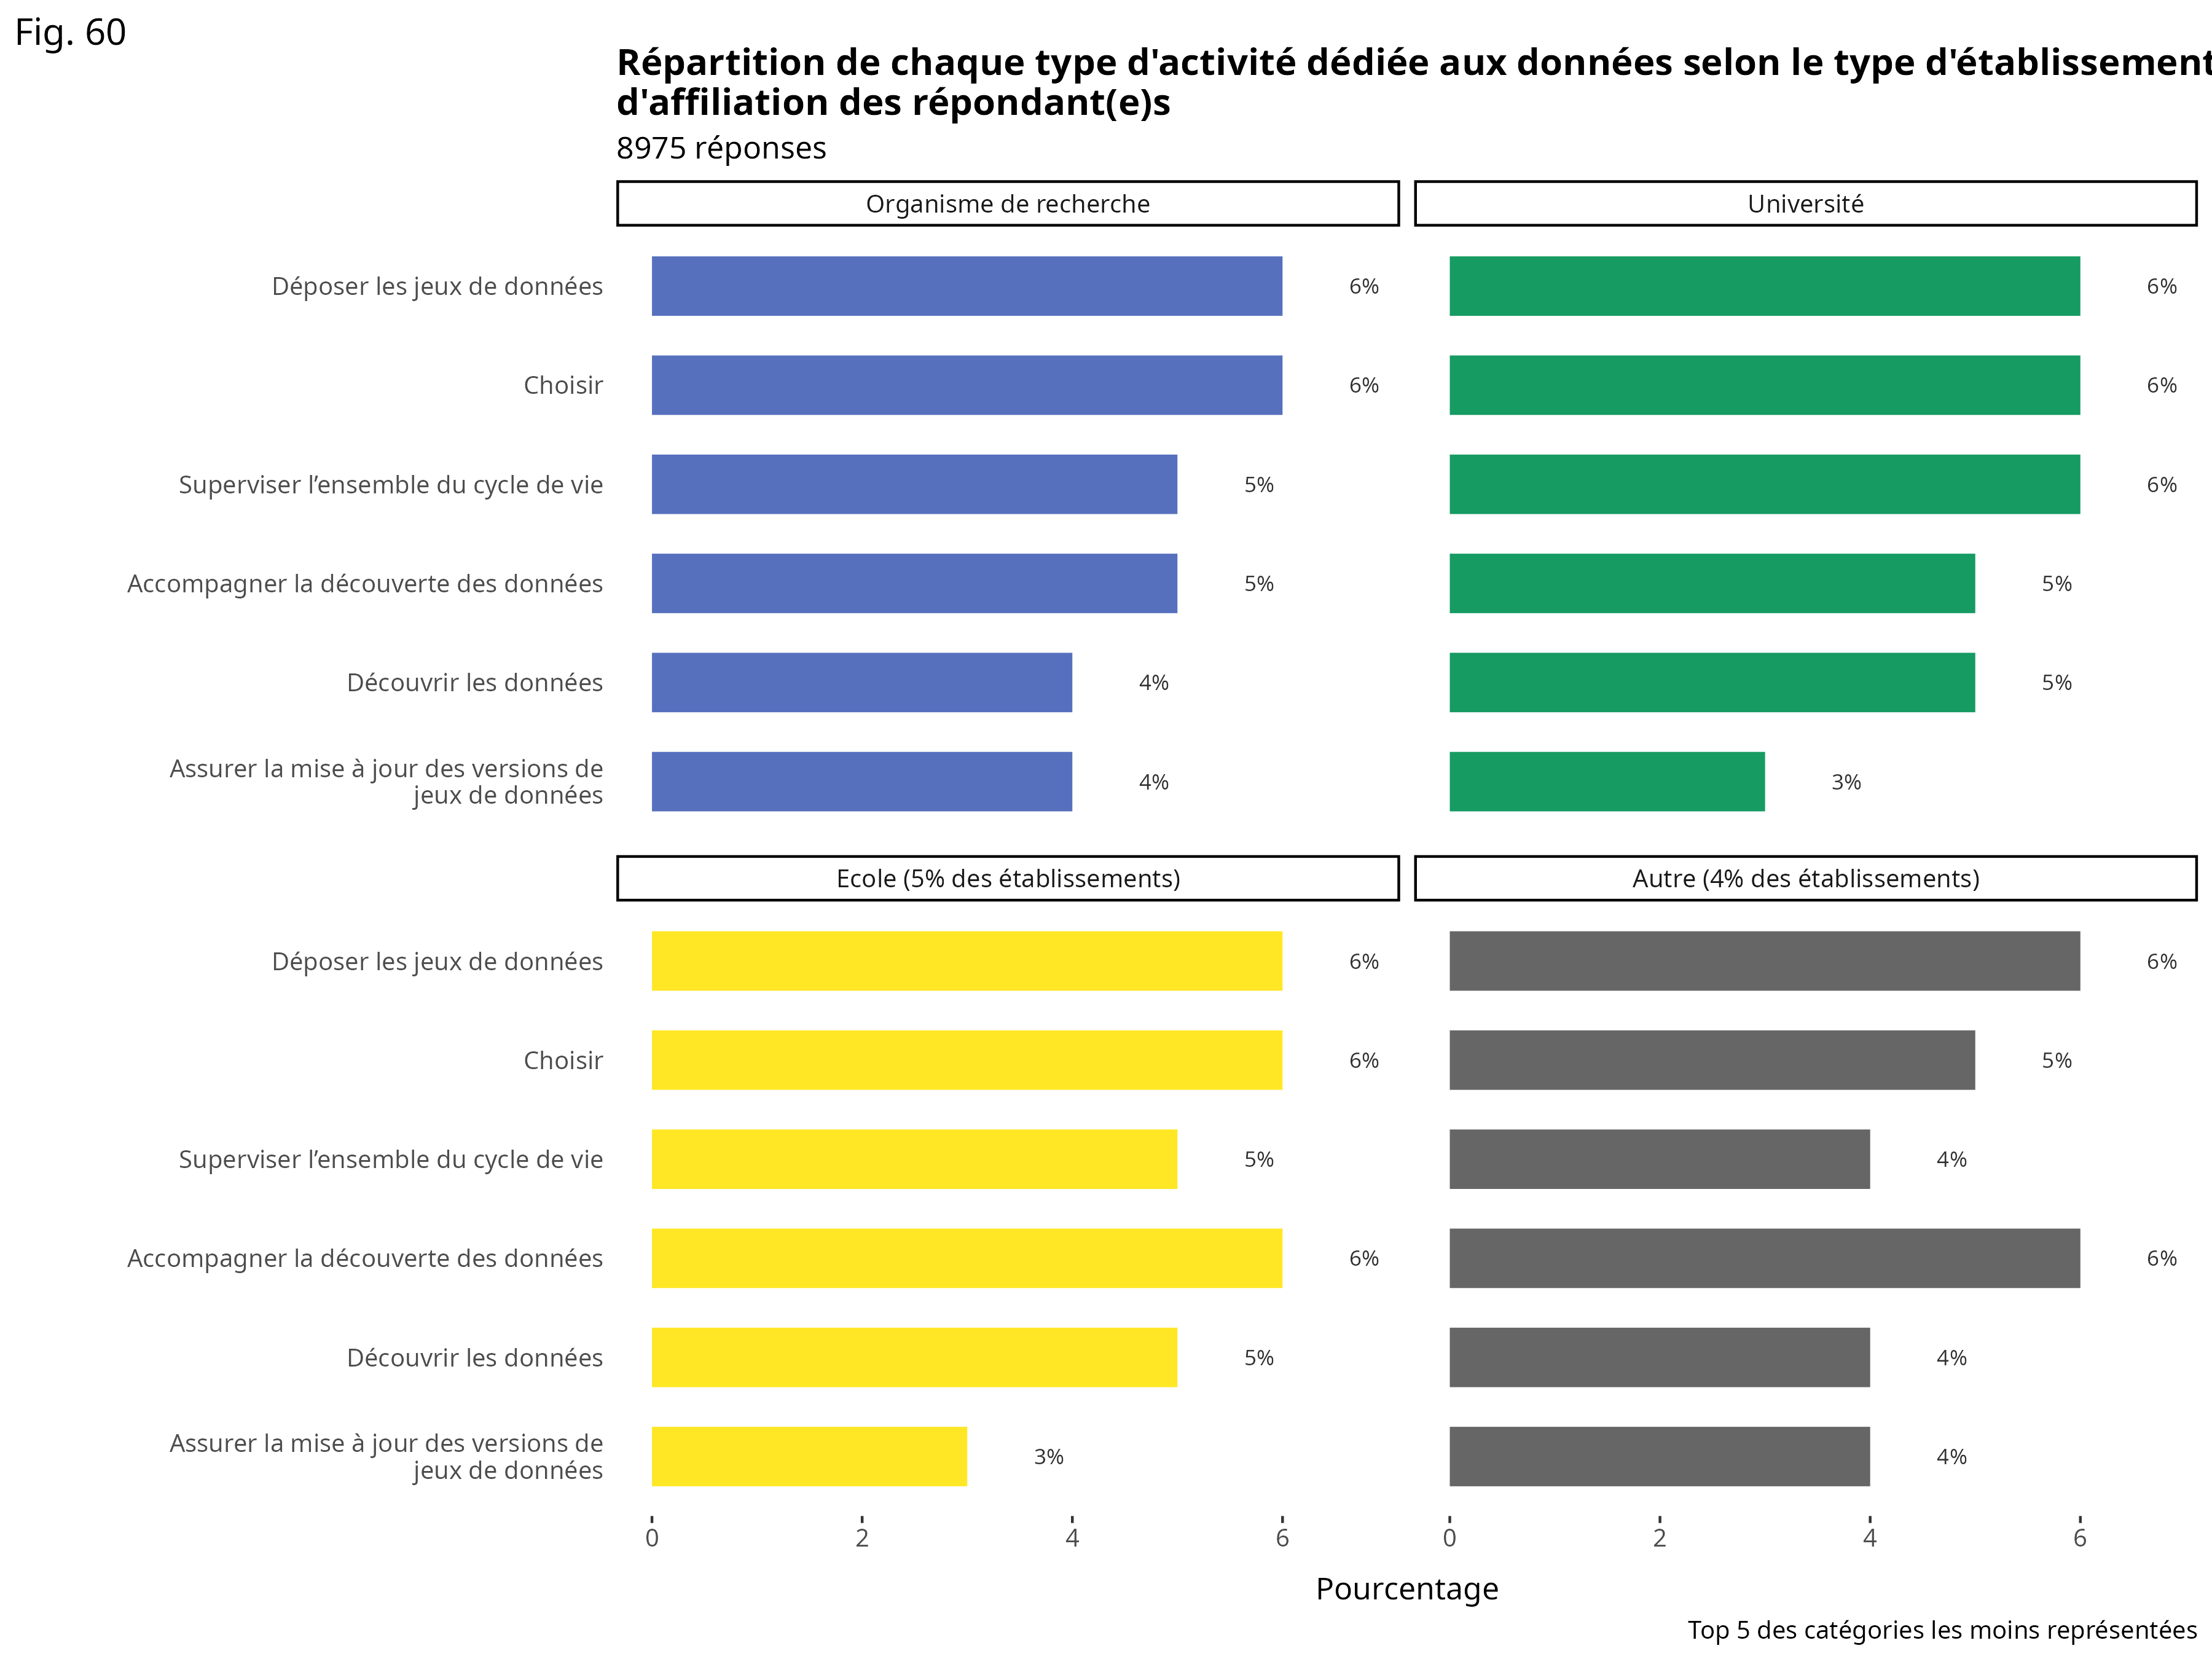 Fig. 60
Répartition de chaque type d'activité dédiée aux données selon le type d'établissement
d'affiliation des répondant(e)s
8975 réponses
Organisme de recherche
Université
Déposer les jeux de données
6%
6%
Choisir
6%
6%
Superviser l’ensemble du cycle de vie
5%
6%
Accompagner la découverte des données
5%
5%
Découvrir les données
4%
5%
Assurer la mise à jour des versions de
jeux de données
4%
3%
Ecole (5% des établissements)
Autre (4% des établissements)
Déposer les jeux de données
6%
6%
Choisir
6%
5%
Superviser l’ensemble du cycle de vie
5%
4%
Accompagner la découverte des données
6%
6%
Découvrir les données
5%
4%
Assurer la mise à jour des versions de
jeux de données
3%
4%
0 2 4 6
0 2 4 6
Pourcentage
Top 5 des catégories les moins représentées